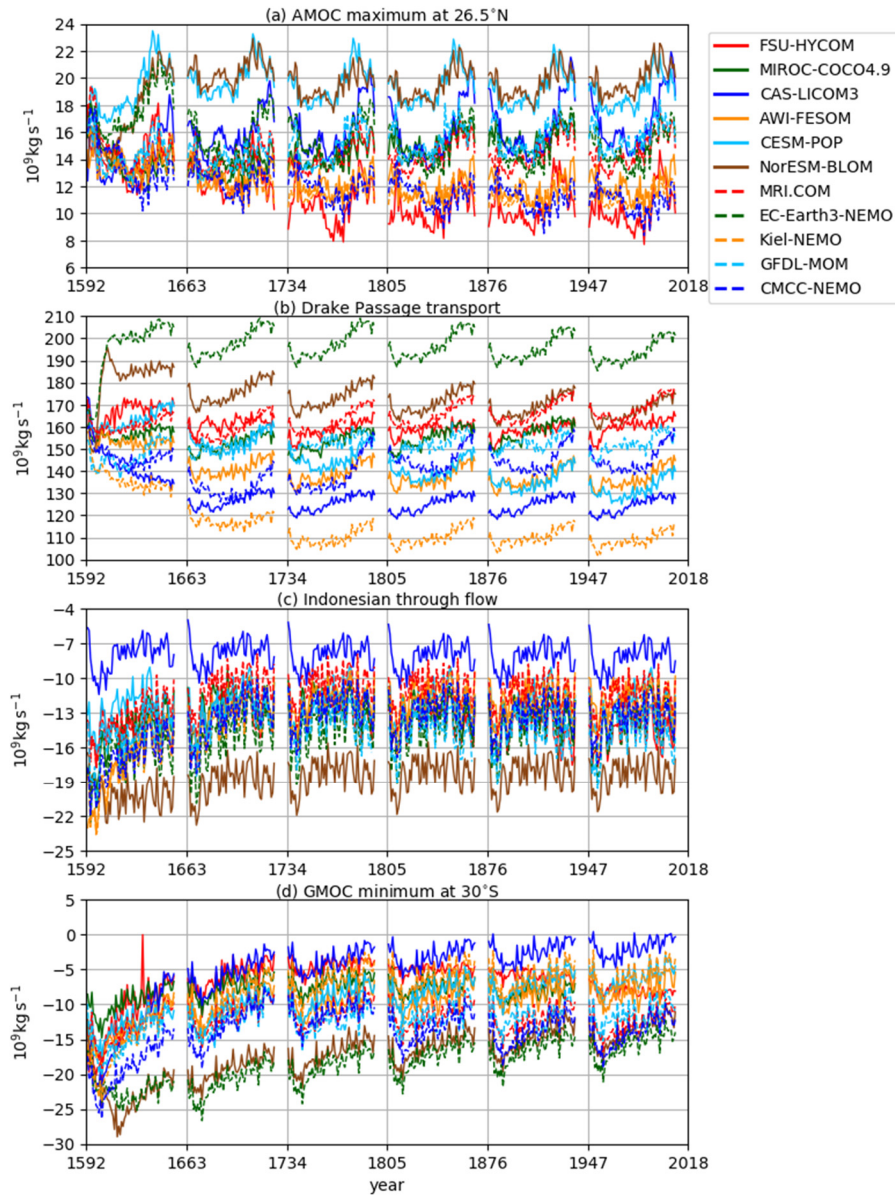 (a) AMOC maximum at 26.5°N
24
22
20
18
16
14
12
10
8
6
10⁹kg s⁻¹
1592 1663 1734 1805 1876 1947 2018
FSU-HYCOM
MIROC-COCO4.9
CAS-LICOM3
AWI-FESOM
CESM-POP
NorESM-BLOM
MRI.COM
EC-Earth3-NEMO
Kiel-NEMO
GFDL-MOM
CMCC-NEMO
(b) Drake Passage transport
210
200
190
180
170
160
150
140
130
120
110
100
10⁹kg s⁻¹
1592 1663 1734 1805 1876 1947 2018
(c) Indonesian through flow
−4
−7
−10
−13
−16
−19
−22
−25
10⁹kg s⁻¹
1592 1663 1734 1805 1876 1947 2018
(d) GMOC minimum at 30°S
5
0
−5
−10
−15
−20
−25
−30
10⁹kg s⁻¹
1592 1663 1734 1805 1876 1947 2018
year